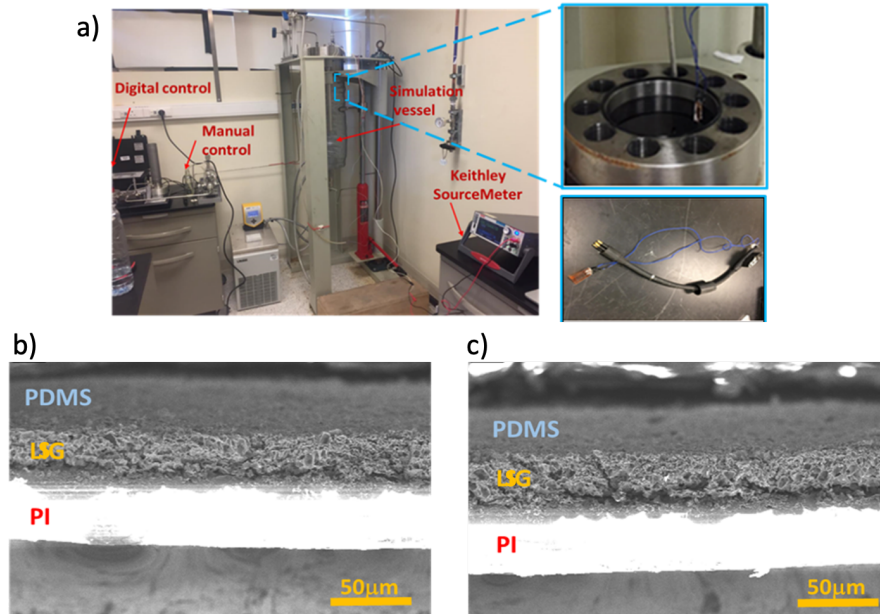 a)
Digital control
Manual
control
Simulation
vessel
Keithley
SourceMeter
b)
PDMS
LSG
PI
50μm
c)
PDMS
LSG
PI
50μm